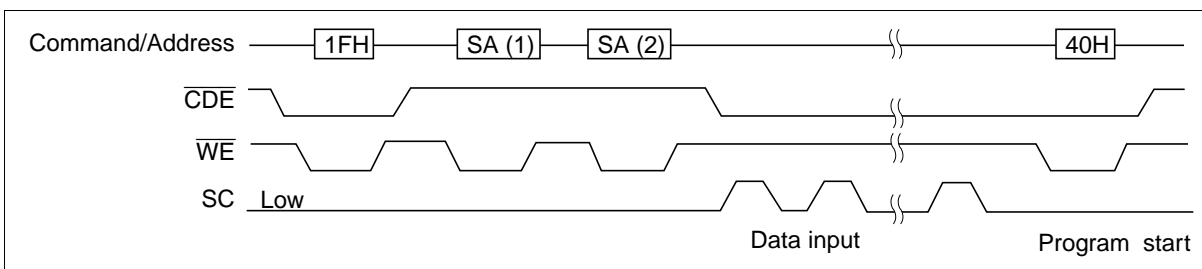 Command/Address 1FH SA (1) SA (2) 40H
CDE
WE
SC Low
Data input Program start